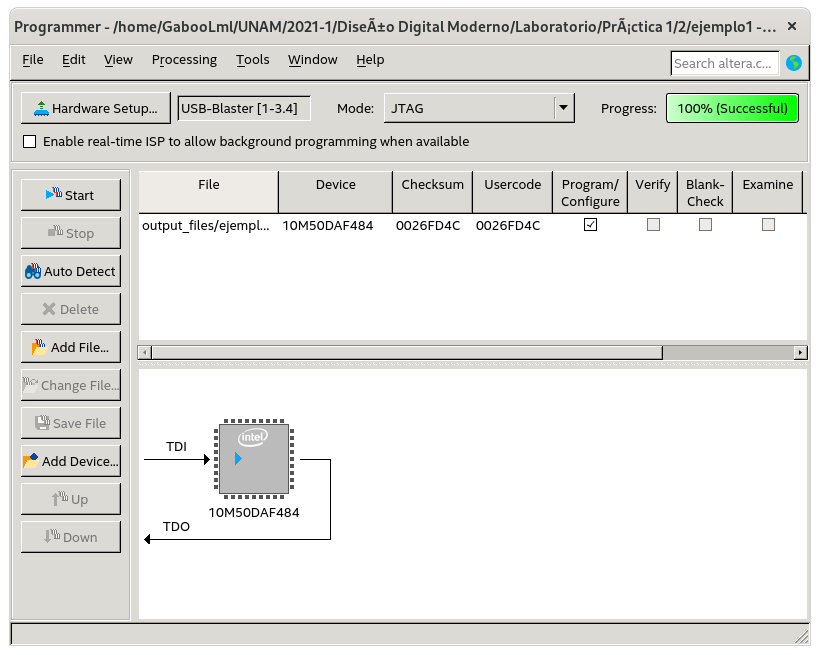 Programmer - /home/GabooLml/UNAM/2021-1/DiseÃ±o Digital Moderno/Laboratorio/PrÃ¡ctica 1/2/ejemplo1 -...
File Edit View Processing Tools Window Help
Search altera.c...
Hardware Setup... USB-Blaster [1-3.4] Mode: JTAG Progress: 100% (Successful)
Enable real-time ISP to allow background programming when available
Start
Stop
Auto Detect
Delete
Add File...
Change File...
Save File
Add Device...
Up
Down
File Device Checksum Usercode Program/ Verify Blank- Examine
Configure Check
output_files/ejempl... 10M50DAF484 0026FD4C 0026FD4C
intel
TDI
10M50DAF484
TDO